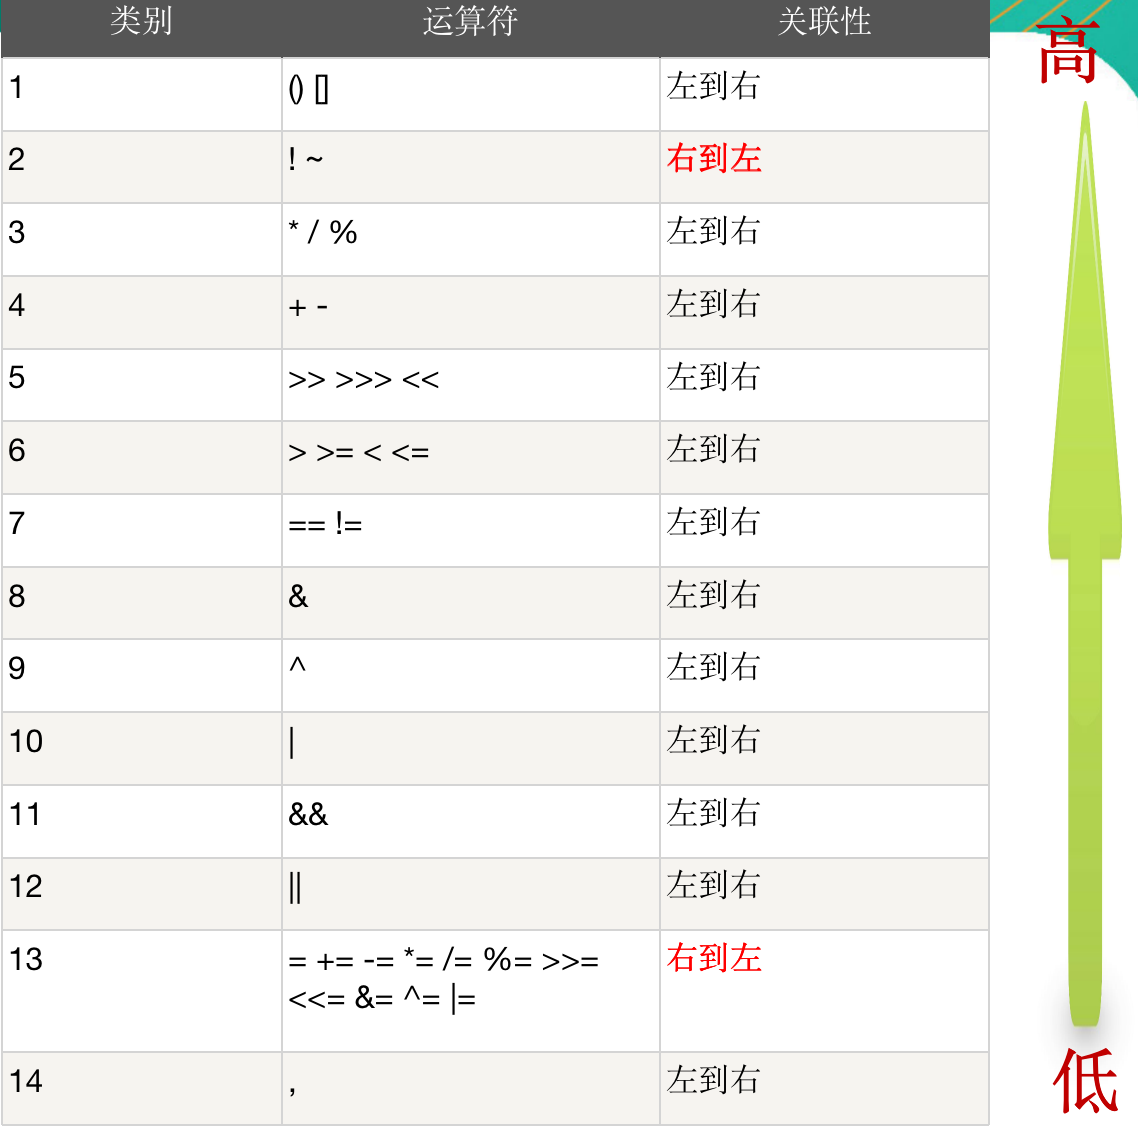 类别 运算符 关联性
高
1 () [] 左到右
2 ! ~ 右到左
3 * / % 左到右
4 + - 左到右
5 >> >>> << 左到右
6 > >= < <= 左到右
7 == != 左到右
8 & 左到右
9 ^ 左到右
10 | 左到右
11 && 左到右
12 || 左到右
13 = += -= *= /= %= >>= 右到左
<<= &= ^= |=
14 , 左到右
低